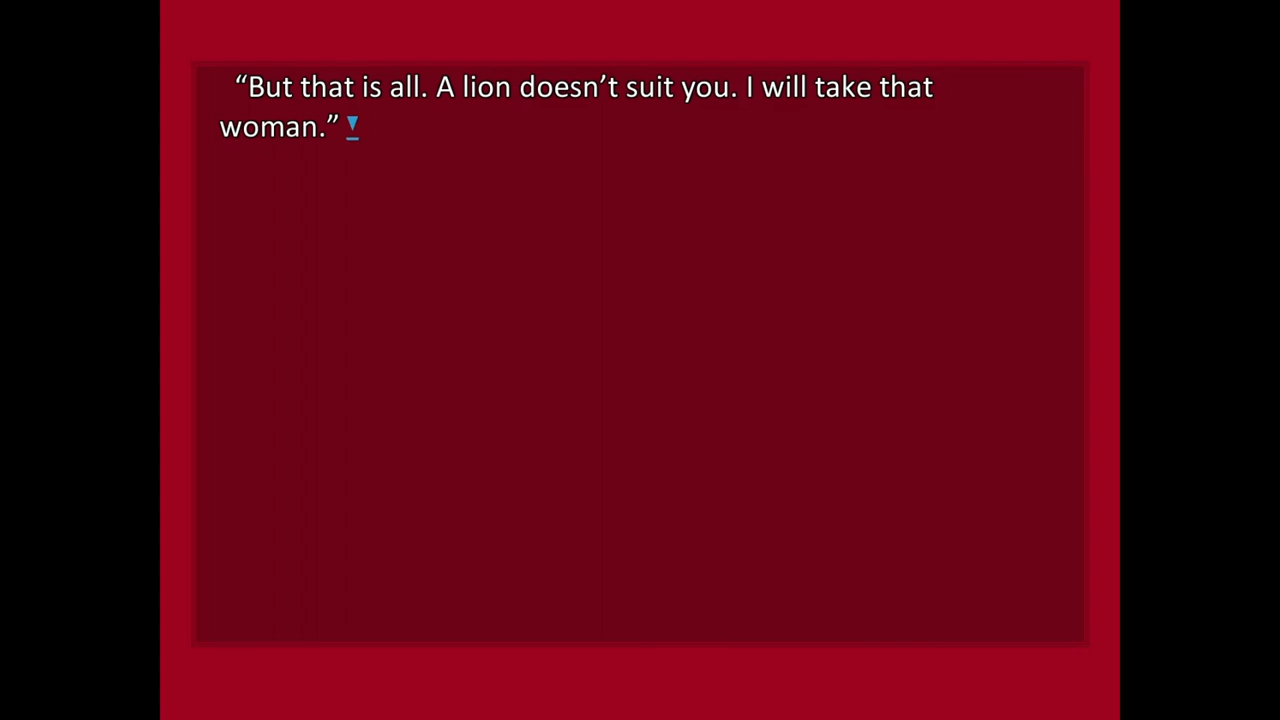 “But that is all. A lion doesn’t suit you. I will take that
woman.”